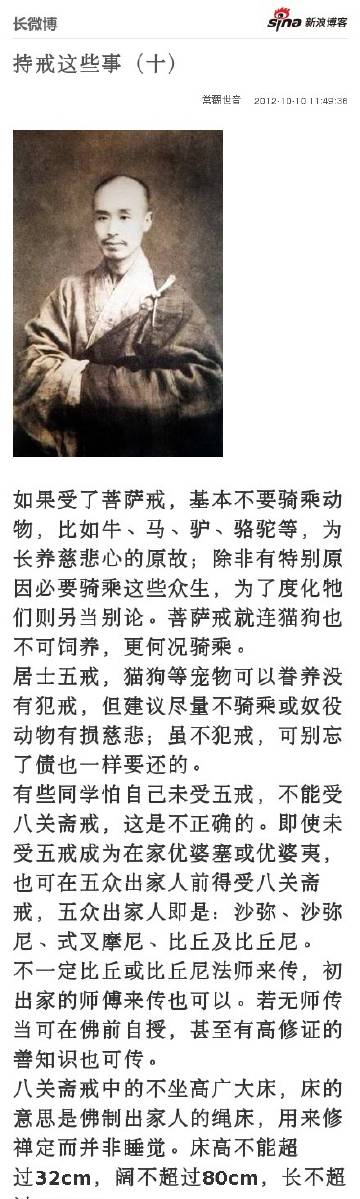 长微博
sina 新浪博客
持戒这些事（十）
常翻世音 2012-10-10 11:49:36
如果受了菩萨戒，基本不要骑乘动
物，比如牛、马、驴、骆驼等，为
长养慈悲心的原故；除非有特别原
因必要骑乘这些众生，为了度化牠
们则另当别论。菩萨戒就连猫狗也
不可饲养，更何况骑乘。
居士五戒，猫狗等宠物可以眷养没
有犯戒，但建议尽量不骑乘或奴役
动物有损慈悲；虽不犯戒，可别忘
了债也一样要还的。
有些同学怕自己未受五戒，不能受
八关斋戒，这是不正确的。即使未
受五戒成为在家优婆塞或优婆夷，
也可在五众出家人前得受八关斋
戒，五众出家人即是：沙弥、沙弥
尼、式叉摩尼、比丘及比丘尼。
不一定比丘或比丘尼法师来传，初
出家的师傅来传也可以。若无师传
当可在佛前自授，甚至有高修证的
善知识也可传。
八关斋戒中的不坐高广大床，床的
意思是佛制出家人的绳床，用来修
禅定而并非睡觉。床高不能超
过32cm，阔不超过80cm，长不超